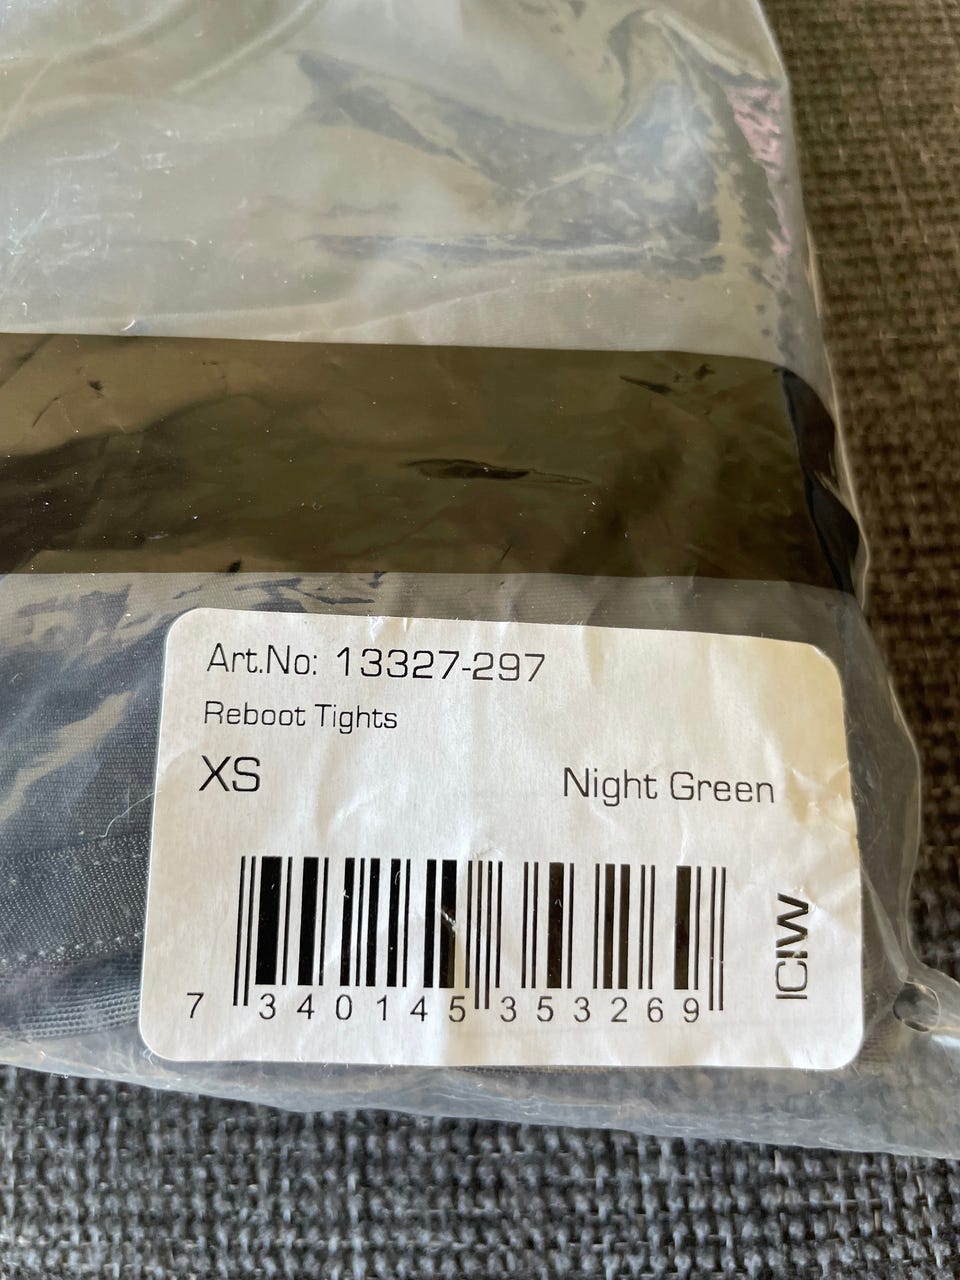 Art.No: 13327-297
Reboot Tights
XS
Night Green
ICIW
7 340145 353269